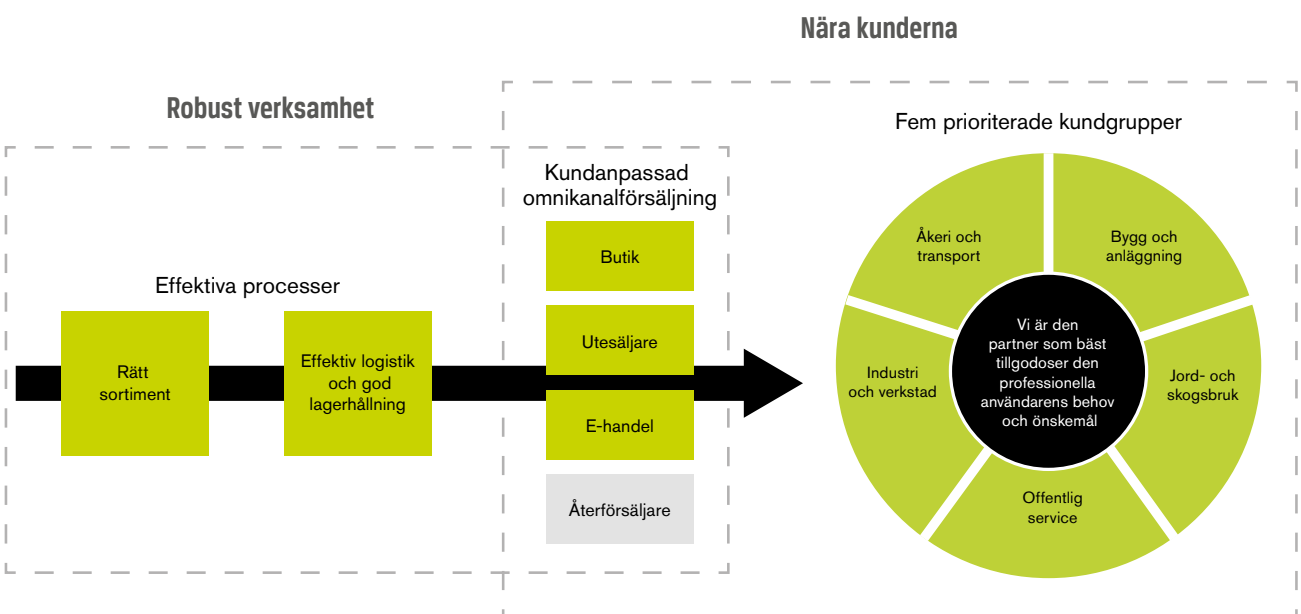 Nära kunderna
Robust verksamhet
Fem prioriterade kundgrupper
Kundanpassad
omnikanalförsäljning
Effektiva processer
Rätt
sortiment
Effektiv logistik
och god
lagerhållning
Butik
Utesäljare
E-handel
Återförsäljare
Åkeri och
transport
Bygg och
anläggning
Industri
och verkstad
Vi är den
partner som bäst
tillgodoser den
professionella
användarens behov
och önskemål
Jord- och
skogsbruk
Offentlig
service